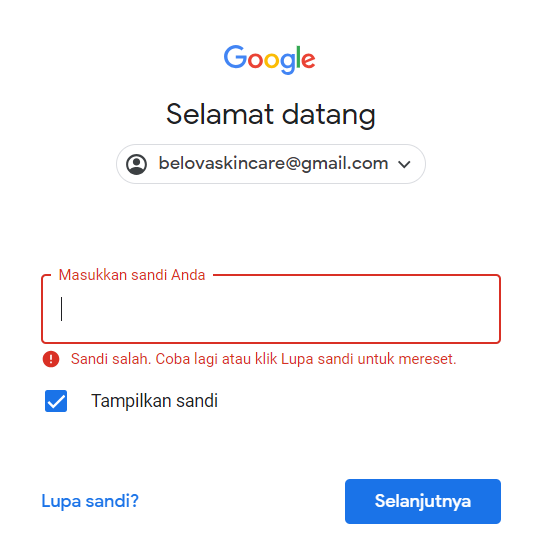 Google
Selamat datang
belovaskincare@gmail.com
Masukkan sandi Anda
Sandi salah. Coba lagi atau klik Lupa sandi untuk mereset.
Tampilkan sandi
Lupa sandi?
Selanjutnya